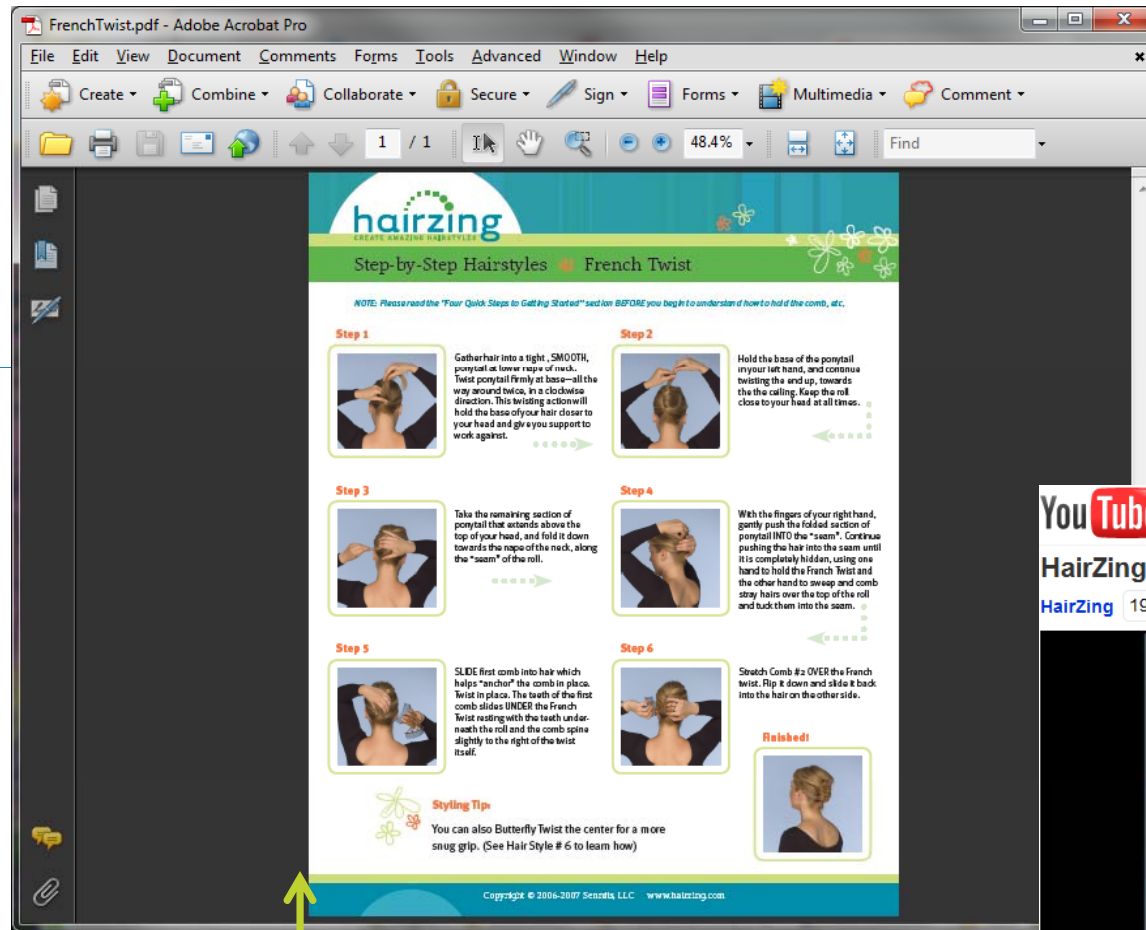 FrenchTwist.pdf - Adobe Acrobat Pro
File Edit View Document Comments Forms Tools Advanced Window Help
Create Combine Collaborate Secure Sign Forms Multimedia Comment
1 / 1 48.4% Find
hairzing
CREATE AMAZING HAIRSTYLES
Step-by-Step Hairstyles French Twist
NOTE: Please read the "Four Quick Steps to Getting Started" section BEFORE you begin to understand how to hold the comb, etc.
Step 1
Gather hair into a tight , SMOOTH,
ponytail at lower nape of neck.
Twist ponytail firmly at base—all the
way around twice, in a clockwise
direction. This twisting action will
hold the base of your hair closer to
your head and give you support to
work against.
Step 2
Hold the base of the ponytail
in your left hand, and continue
twisting the end up, towards
the the ceiling. Keep the roll
close to your head at all times.
Step 3
Take the remaining section of
ponytail that extends above the
top of your head, and fold it down
towards the nape of the neck, along
the "seam" of the roll.
Step 4
With the fingers of your right hand,
gently push the folded section of
ponytail INTO the "seam". Continue
pushing the hair into the seam until
it is completely hidden, using one
hand to hold the French Twist and
the other hand to sweep and comb
stray hairs over the top of the roll
and tuck them into the seam.
Step 5
SLIDE first comb into hair which
helps "anchor" the comb in place.
Twist in place. The teeth of the first
comb slides UNDER the French
Twist resting with the teeth under-
neath the roll and the comb spine
slightly to the right of the twist
itself.
Step 6
Stretch Comb #2 OVER the French
twist. Flip it down and slide it back
into the hair on the other side.
Finished!
Styling Tip:
You can also Butterfly Twist the center for a more
snug grip. (See Hair Style # 6 to learn how)
Copyright © 2006-2007 Senntis, LLC www.hairzing.com
You Tub
HairZing
HairZing 19